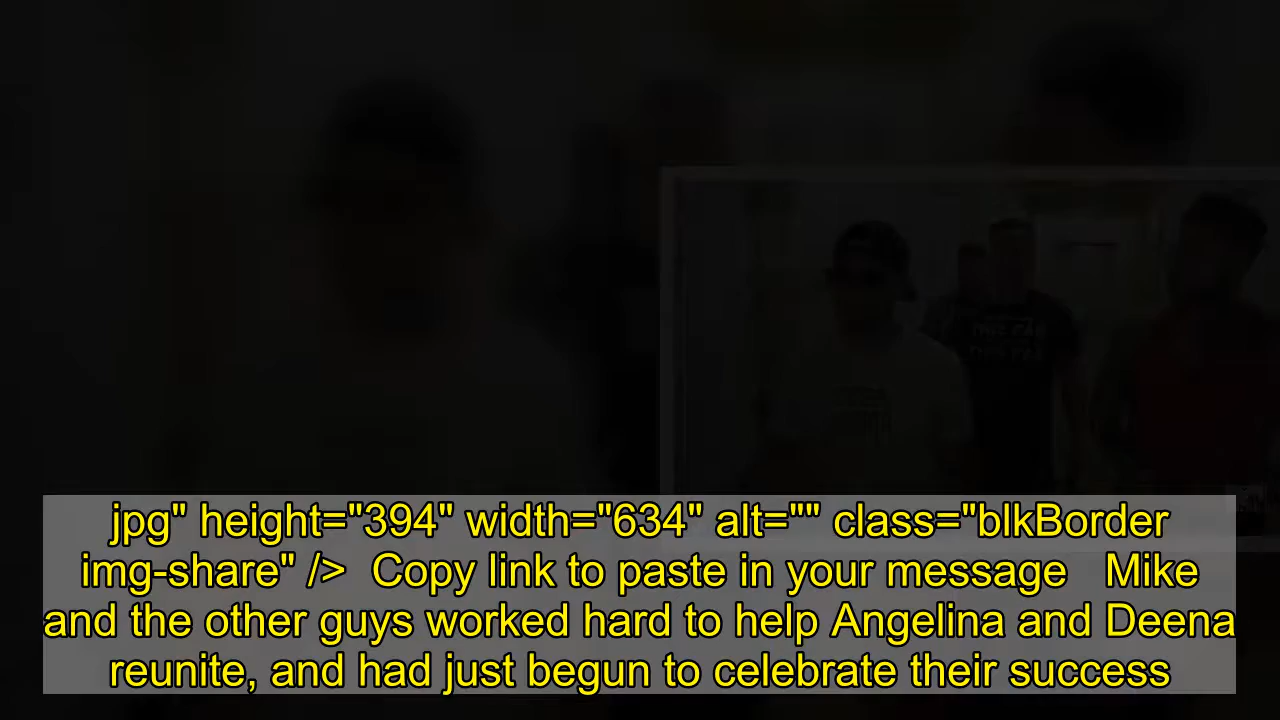 jpg" height="394" width="634" alt="" class="blkBorder
img-share" />  Copy link to paste in your message   Mike
and the other guys worked hard to help Angelina and Deena
reunite, and had just begun to celebrate their success